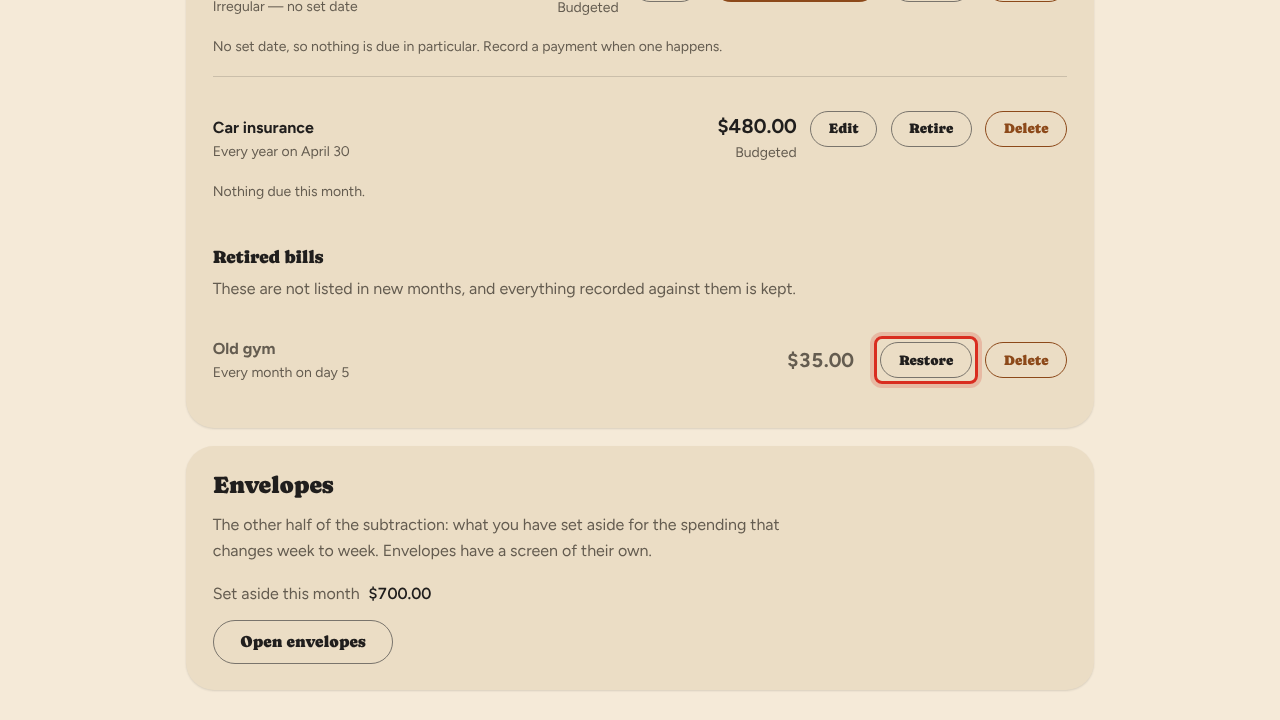 Irregular — no set date
Budgeted
No set date, so nothing is due in particular. Record a payment when one happens.
Car insurance
$480.00
Edit
Retire
Delete
Every year on April 30
Budgeted
Nothing due this month.
Retired bills
These are not listed in new months, and everything recorded against them is kept.
Old gym
Every month on day 5
$35.00
Restore
Delete
Envelopes
The other half of the subtraction: what you have set aside for the spending that
changes week to week. Envelopes have a screen of their own.
Set aside this month $700.00
Open envelopes